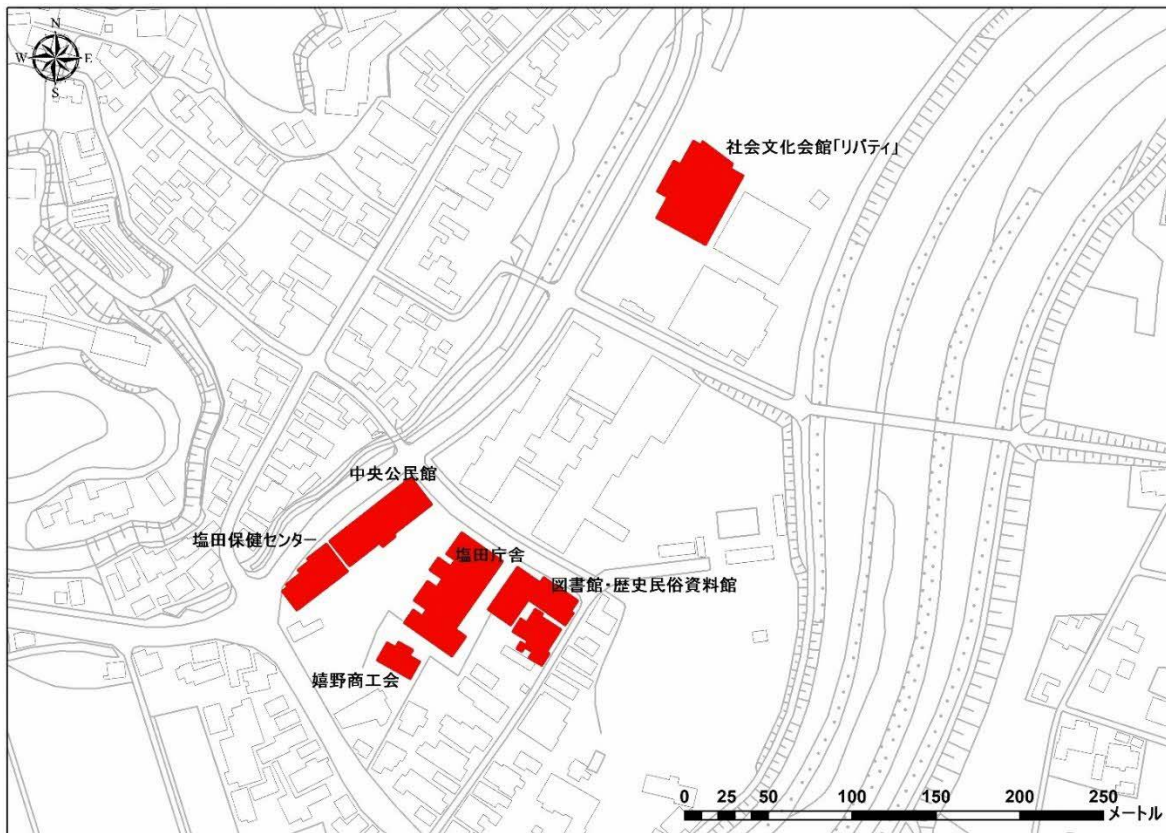 N
W E
S
社会文化会館「リバティ」
中央公民館
塩田保健センター
塩田庁舎
図書館・歴史民俗資料館
嬉野商工会
0 25 50 100 150 200 250
メートル